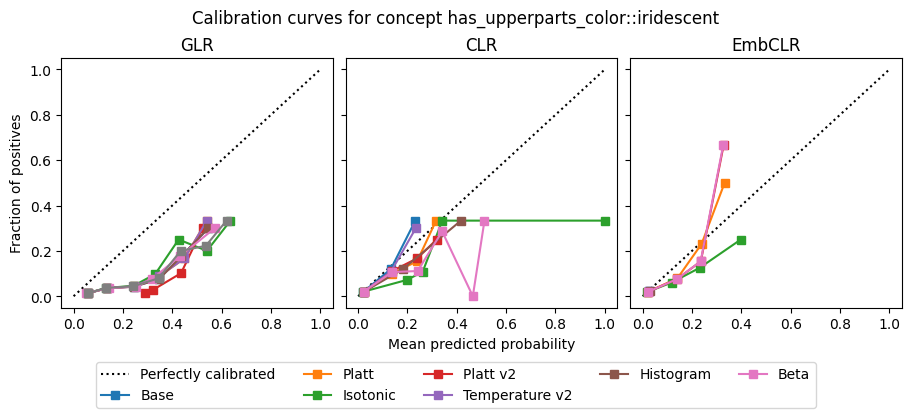 Calibration curves for concept has_upperparts_color::iridescent
GLR
CLR
EmbCLR
Fraction of positives
1.0
0.8
0.6
0.4
0.2
0.0
0.0 0.2 0.4 0.6 0.8 1.0
0.0 0.2 0.4 0.6 0.8 1.0
0.0 0.2 0.4 0.6 0.8 1.0
Mean predicted probability
Perfectly calibrated
Base
Platt
Isotonic
Platt v2
Temperature v2
Histogram
Beta